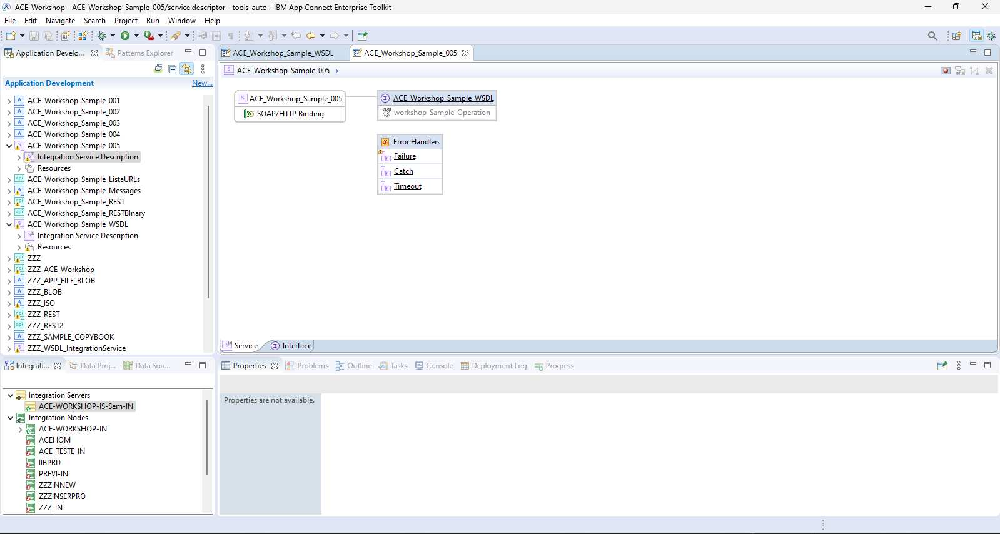 ACE_Workshop - ACE_Workshop_Sample_005/service.descriptor - tools_auto - IBM App Connect Enterprise Toolkit
File Edit Navigate Search Project Run Window Help
Application Develo... Patterns Explorer
Application Development New...
ACE_Workshop_Sample_001
ACE_Workshop_Sample_002
ACE_Workshop_Sample_003
ACE_Workshop_Sample_004
ACE_Workshop_Sample_005
Integration Service Description
Resources
ACE_Workshop_Sample_ListaURLs
ACE_Workshop_Sample_Messages
ACE_Workshop_Sample_REST
ACE_Workshop_Sample_RESTBInary
ACE_Workshop_Sample_WSDL
Integration Service Description
Resources
ZZZ
ZZZ_ACE_Workshop
ZZZ_APP_FILE_BLOB
ZZZ_BLOB
ZZZ_ISO
ZZZ_REST
ZZZ_REST2
ZZZ_SAMPLE_COPYBOOK
ZZZ_WSDL_IntegrationService
ACE_Workshop_Sample_WSDL ACE_Workshop_Sample_005
ACE_Workshop_Sample_005
ACE_Workshop_Sample_005
SOAP/HTTP Binding
ACE_Workshop_Sample_WSDL
workshop_Sample_Operation
Error Handlers
Failure
Catch
Timeout
Service Interface
Integrati... Data Proj... Data Sou...
Integration Servers
ACE-WORKSHOP-IS-Sem-IN
Integration Nodes
ACE-WORKSHOP-IN
ACEHOM
ACE_TESTE_IN
IIBPRD
PREVI-IN
ZZZINNEW
ZZZINSERPRO
ZZZ_IN
Properties Problems Outline Tasks Console Deployment Log Progress
Properties are not available.